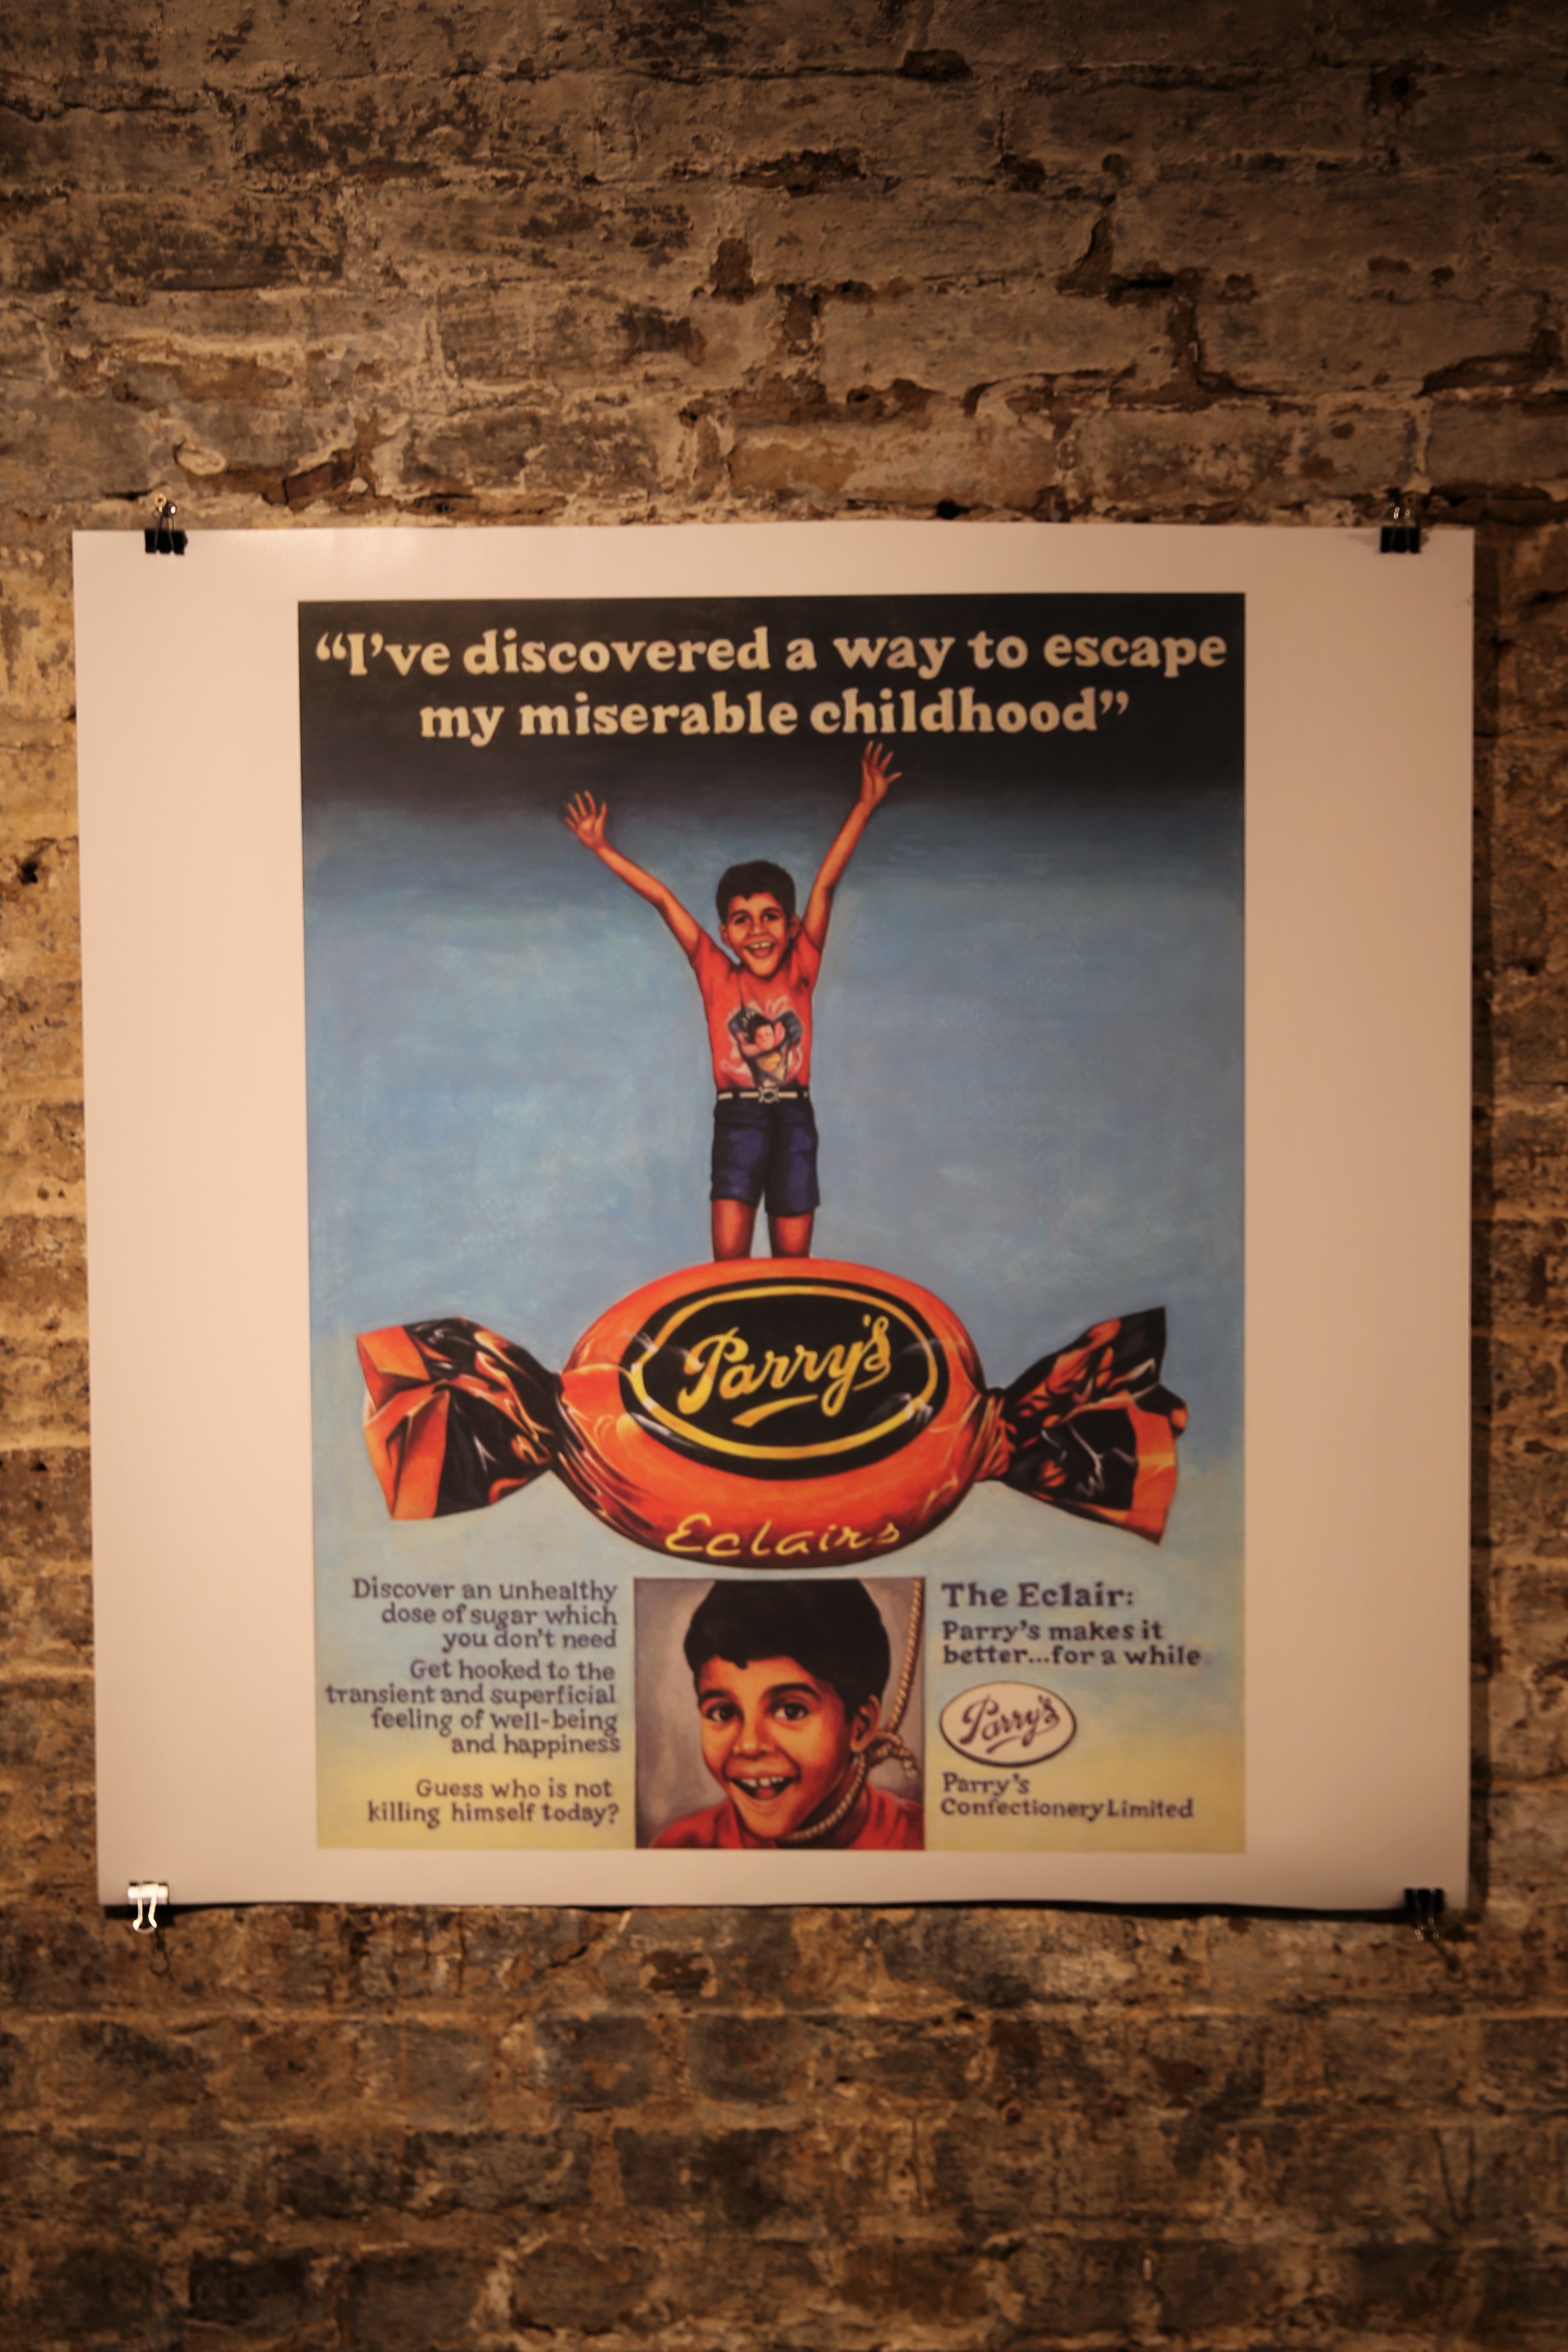 “I’ve discovered a way to escape
my miserable childhood”
Parry's
Eclairs
Discover an unhealthy
dose of sugar which
you don't need
Get hooked to the
transient and superficial
feeling of well-being
and happiness
Guess who is not
killing himself today?
The Eclair:
Parry's makes it
better...for a while
Parry's
Parry's
Confectionery Limited